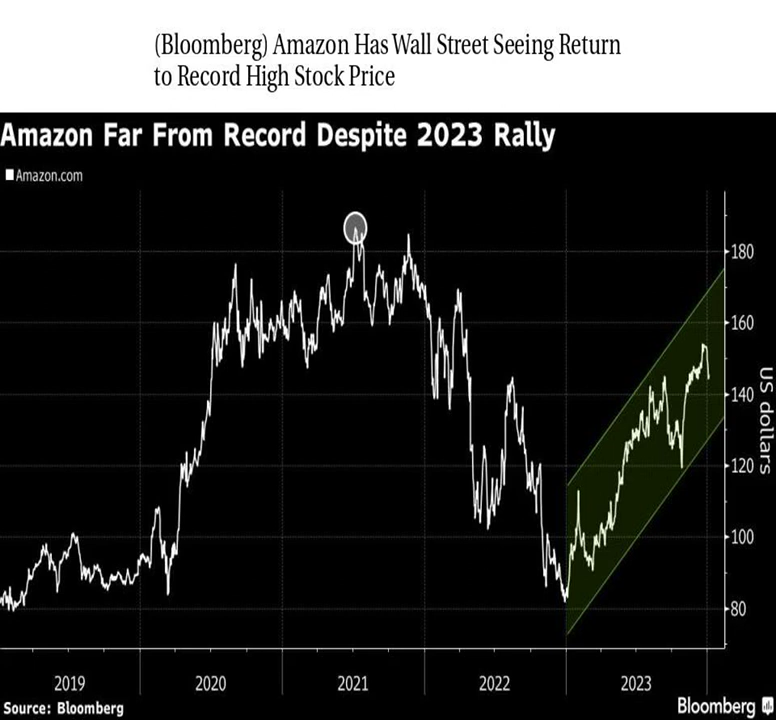 (Bloomberg) Amazon Has Wall Street Seeing Return
to Record High Stock Price
Amazon Far From Record Despite 2023 Rally
Amazon.com
180
160
140
120
100
80
US dollars
2019 2020 2021 2022 2023
Source: Bloomberg
Bloomberg